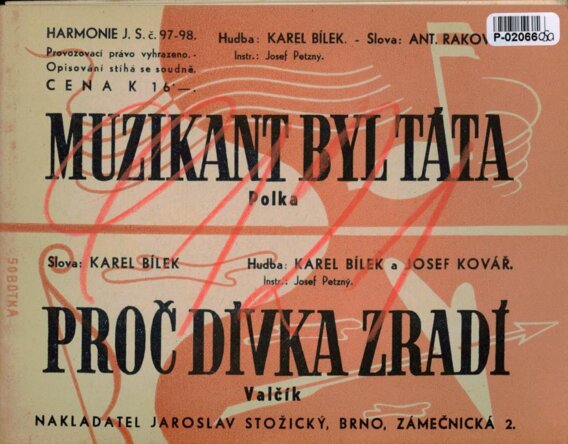 HARMONIE J. S. č. 97-98.
Provozovací právo vyhrazeno. -
Opisování stíhá se soudně.
CENA K 16·—.
Hudba: KAREL BÍLEK. - Slova: ANT.
Instr.: Josef Petzný.
MUZIKANT BYL TÁTA
Polka
Slova: KAREL BÍLEK
Hudba: KAREL BÍLEK a JOSEF KOVÁŘ.
Instr.: Josef Petzný.
PROČ DÍVKA ZRADÍ
Valčík
NAKLADATEL JAROSLAV STOŽICKÝ, BRNO, ZÁMEČNICKÁ 2.
SOBOTKA